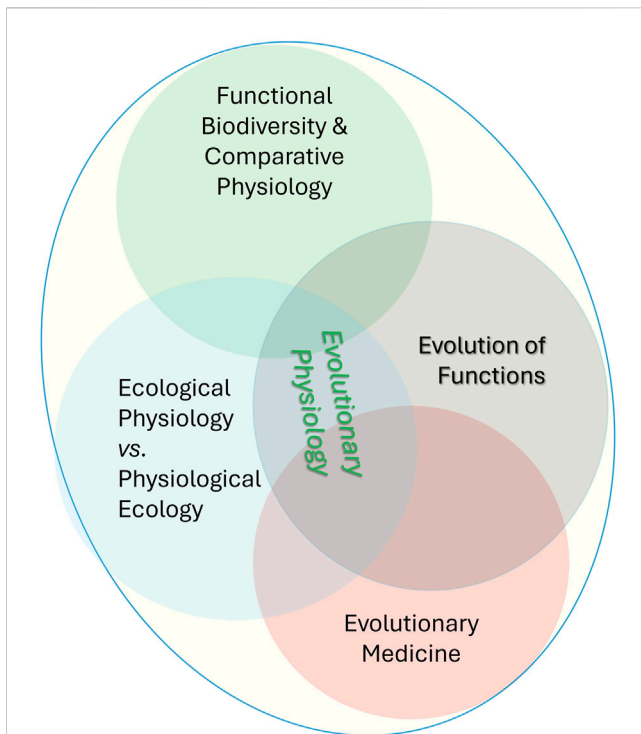 Functional
Biodiversity &
Comparative
Physiology
Evolutionary
Physiology
Evolution of
Functions
Ecological
Physiology
vs.
Physiological
Ecology
Evolutionary
Medicine